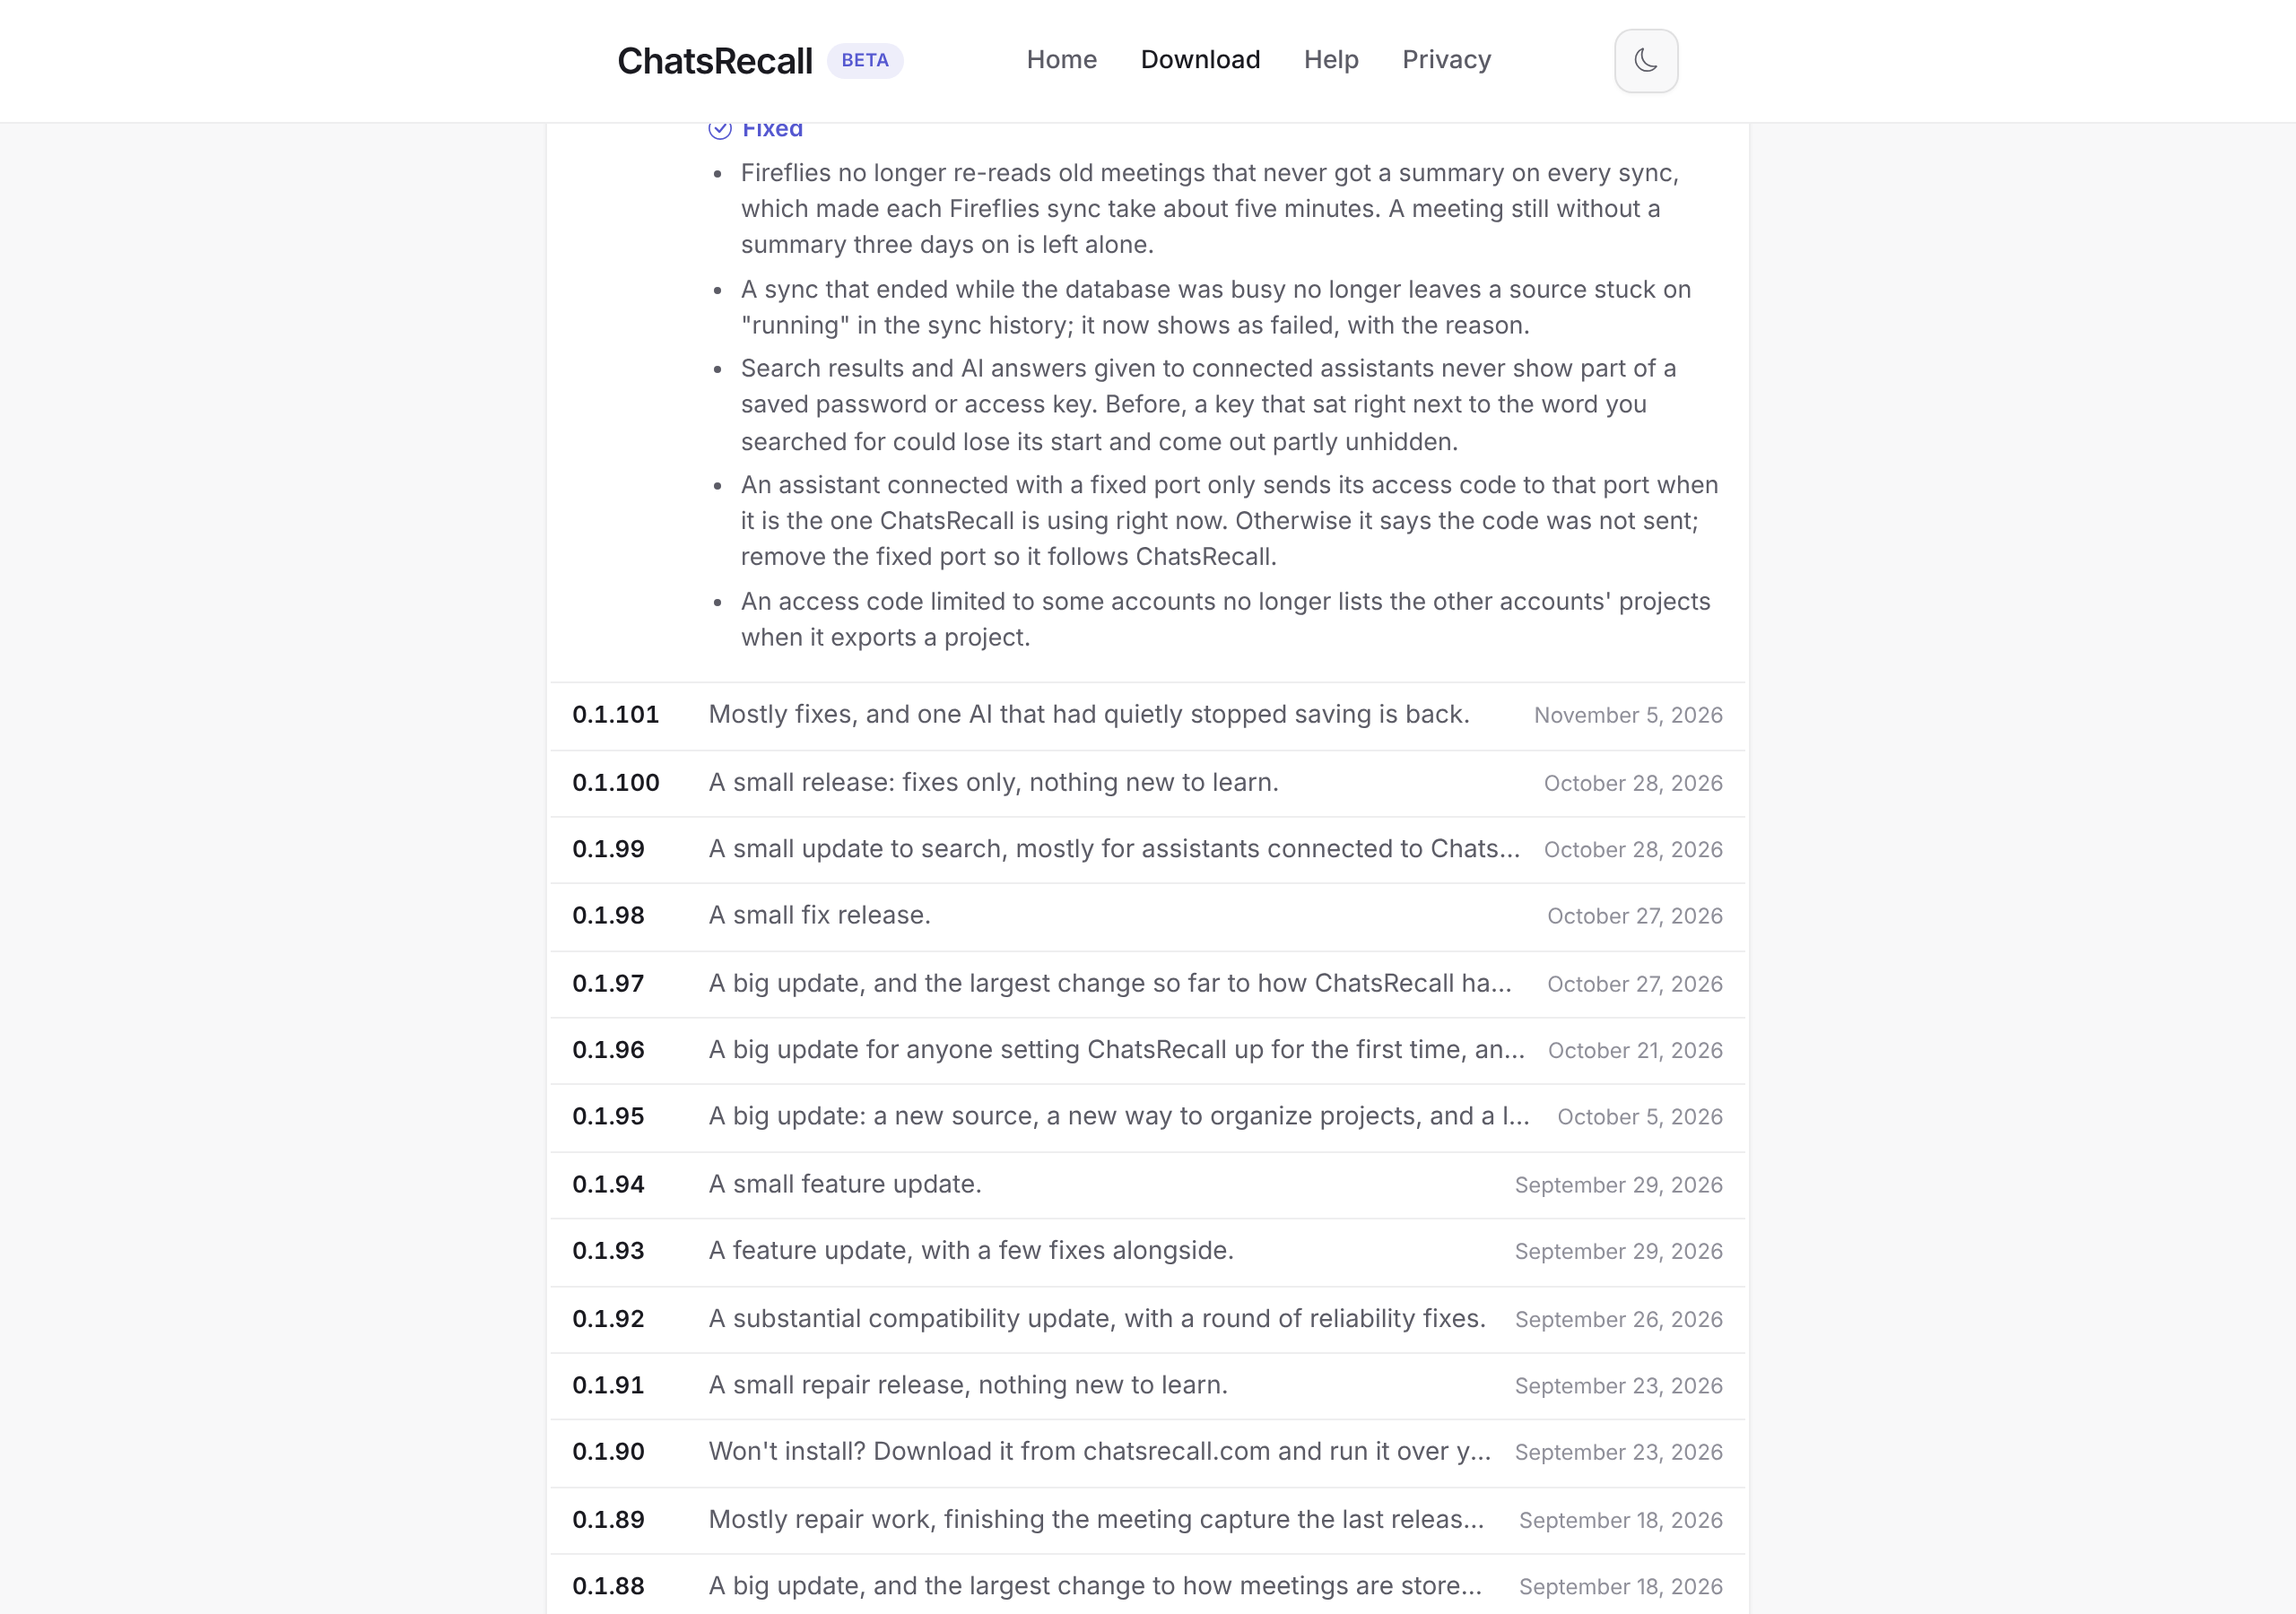 ChatsRecall BETA Home Download Help Privacy
Fixed
• Fireflies no longer re-reads old meetings that never got a summary on every sync,
which made each Fireflies sync take about five minutes. A meeting still without a
summary three days on is left alone.
• A sync that ended while the database was busy no longer leaves a source stuck on
"running" in the sync history; it now shows as failed, with the reason.
• Search results and AI answers given to connected assistants never show part of a
saved password or access key. Before, a key that sat right next to the word you
searched for could lose its start and come out partly unhidden.
• An assistant connected with a fixed port only sends its access code to that port when
it is the one ChatsRecall is using right now. Otherwise it says the code was not sent;
remove the fixed port so it follows ChatsRecall.
• An access code limited to some accounts no longer lists the other accounts' projects
when it exports a project.
0.1.101 Mostly fixes, and one AI that had quietly stopped saving is back. November 5, 2026
0.1.100 A small release: fixes only, nothing new to learn. October 28, 2026
0.1.99 A small update to search, mostly for assistants connected to Chats... October 28, 2026
0.1.98 A small fix release. October 27, 2026
0.1.97 A big update, and the largest change so far to how ChatsRecall ha... October 27, 2026
0.1.96 A big update for anyone setting ChatsRecall up for the first time, an... October 21, 2026
0.1.95 A big update: a new source, a new way to organize projects, and a l... October 5, 2026
0.1.94 A small feature update. September 29, 2026
0.1.93 A feature update, with a few fixes alongside. September 29, 2026
0.1.92 A substantial compatibility update, with a round of reliability fixes. September 26, 2026
0.1.91 A small repair release, nothing new to learn. September 23, 2026
0.1.90 Won't install? Download it from chatsrecall.com and run it over y... September 23, 2026
0.1.89 Mostly repair work, finishing the meeting capture the last releas... September 18, 2026
0.1.88 A big update, and the largest change to how meetings are store... September 18, 2026